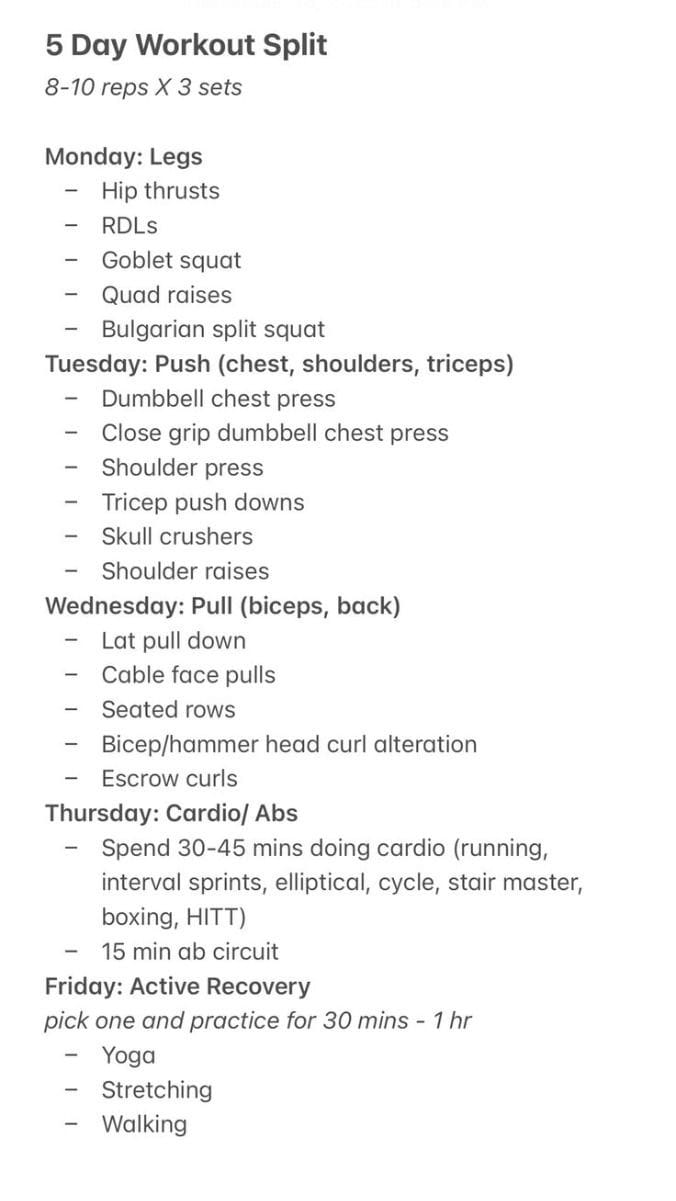 5 Day Workout Split
8-10 reps X 3 sets
Monday: Legs
– Hip thrusts
– RDLs
– Goblet squat
– Quad raises
– Bulgarian split squat
Tuesday: Push (chest, shoulders, triceps)
– Dumbbell chest press
– Close grip dumbbell chest press
– Shoulder press
– Tricep push downs
– Skull crushers
– Shoulder raises
Wednesday: Pull (biceps, back)
– Lat pull down
– Cable face pulls
– Seated rows
– Bicep/hammer head curl alteration
– Escrow curls
Thursday: Cardio/ Abs
– Spend 30-45 mins doing cardio (running,
interval sprints, elliptical, cycle, stair master,
boxing, HITT)
– 15 min ab circuit
Friday: Active Recovery
pick one and practice for 30 mins - 1 hr
– Yoga
– Stretching
– Walking